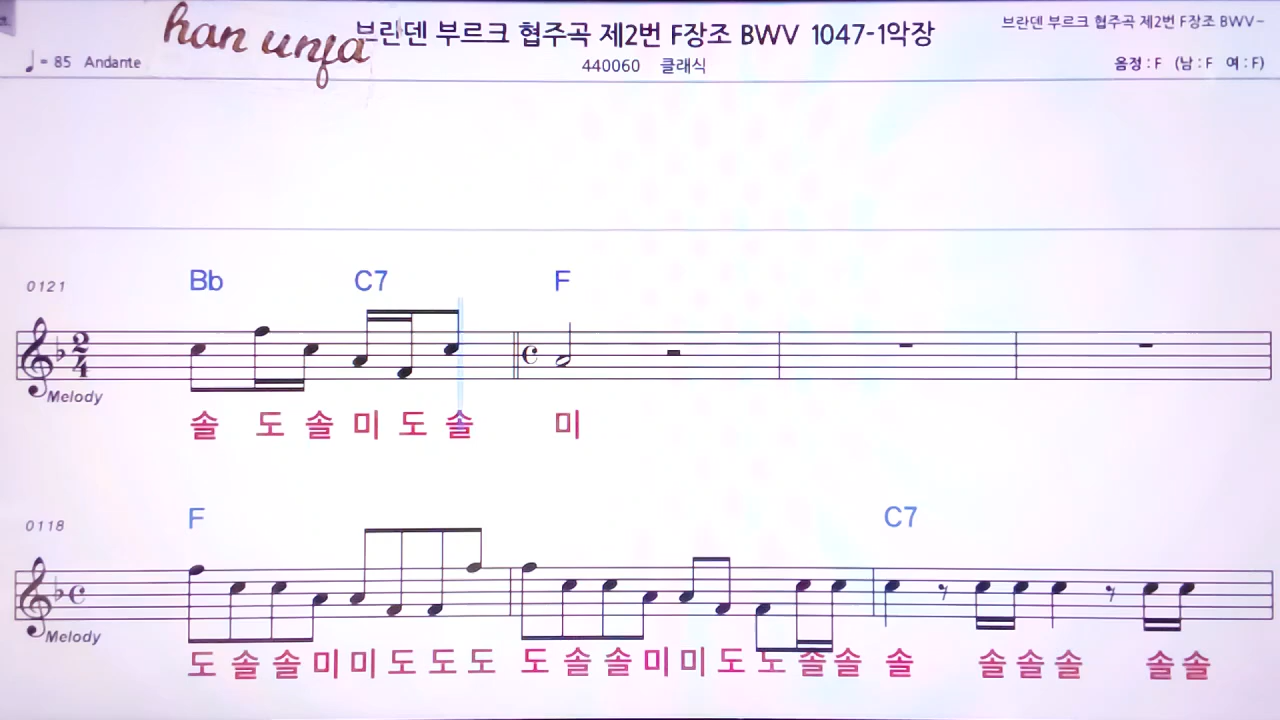 han unja
브란덴 부르크 협주곡 제2번 F장조 BWV 1047-1악장
브란덴 부르크 협주곡 제2번 F장조 BWV-
♩= 85 Andante
440060 클래식
음정 : F (남 : F 여 : F)
0121
Bb C7 F
2 4
Melody
솔 도 솔 미 도 솔 미
0118
F C7
Melody
도 솔 솔 미 미 도 도 도 도 솔 솔 미 미 도 도 솔 솔 솔 솔 솔 솔 솔 솔